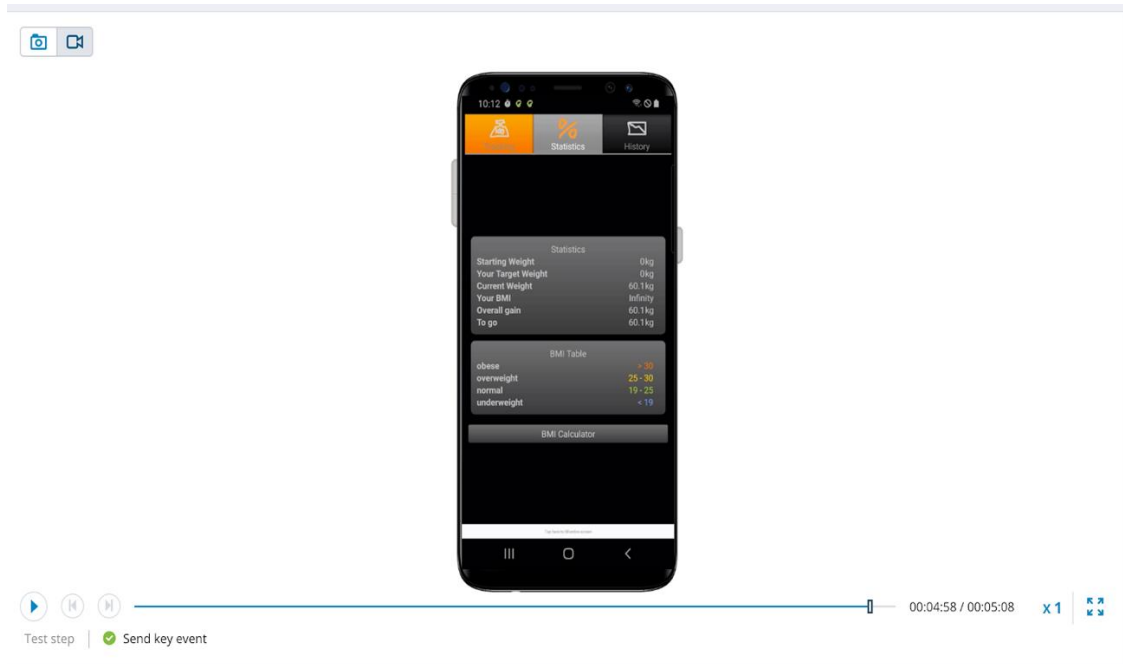 10:12
Statistics
History
Statistics
Starting Weight 0kg
Your Target Weight 0kg
Current Weight 60.1kg
Your BMI Infinity
Overall gain 60.1kg
To go 60.1kg
BMI Table
obese > 30
overweight 25 - 30
normal 19 - 25
underweight < 19
BMI Calculator
00:04:58 / 00:05:08
x 1
Test step
Send key event